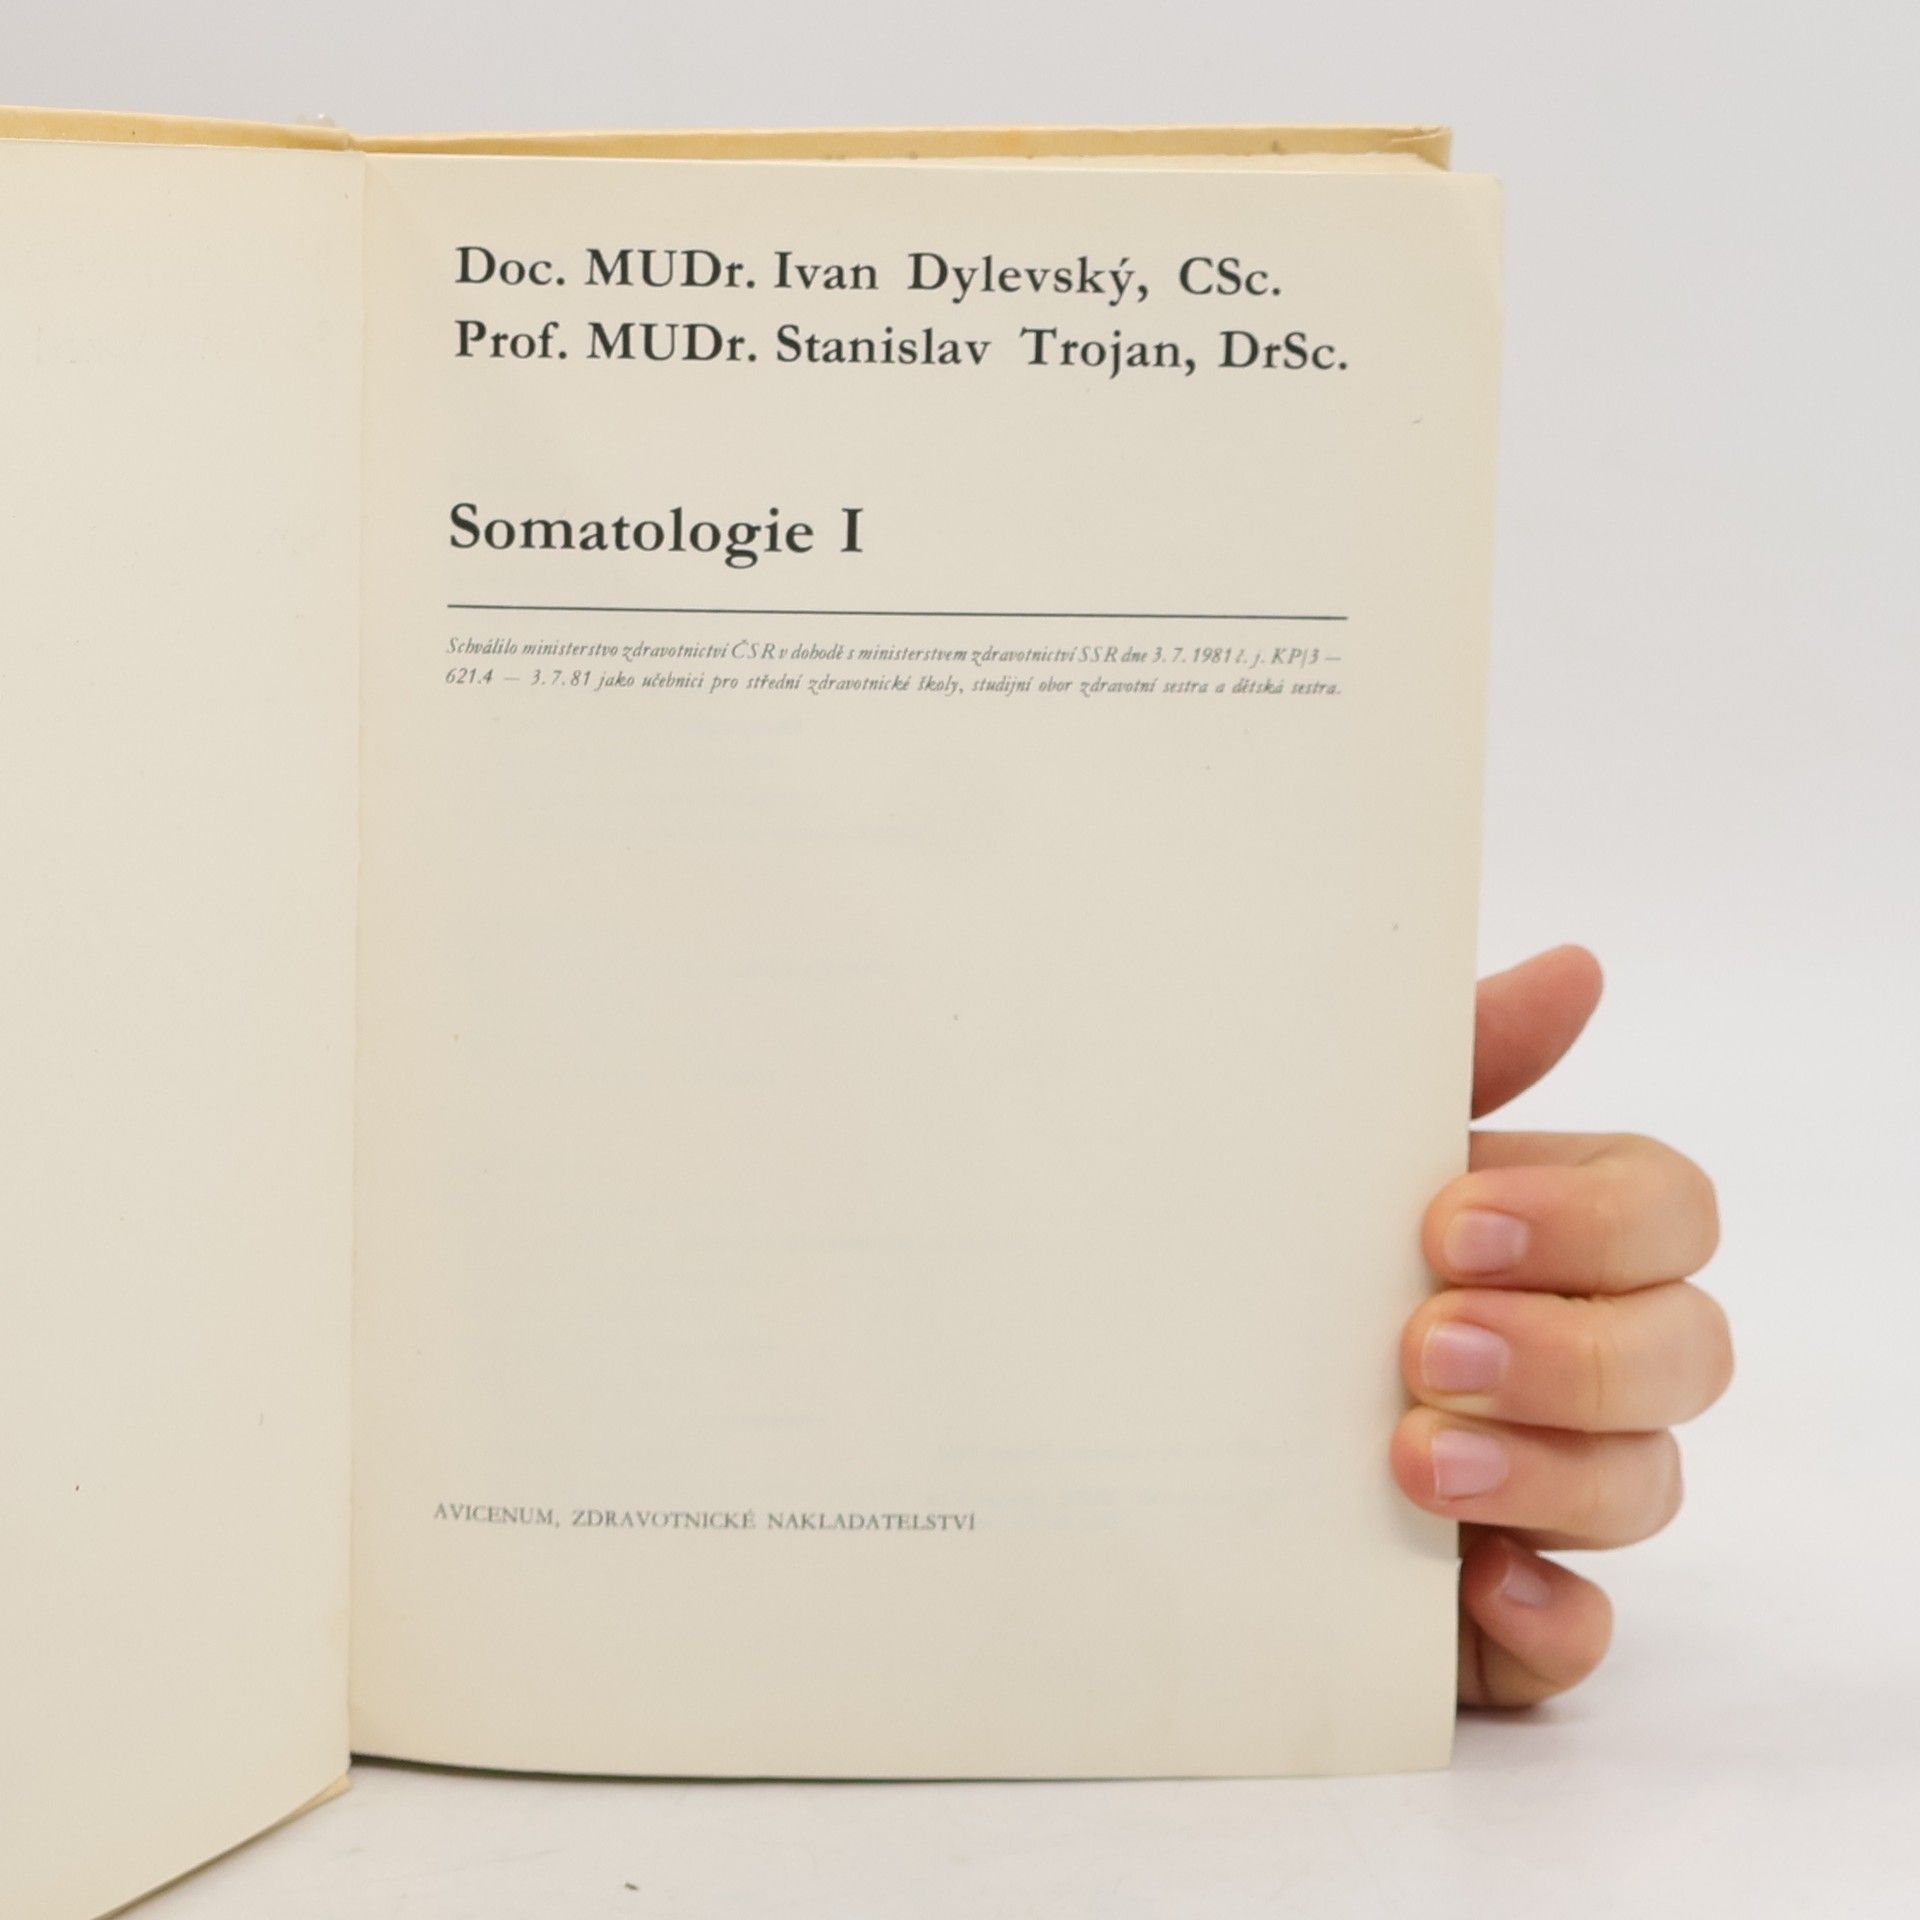 Doc. MUDr. Ivan Dylevský, CSc.
Prof. MUDr. Stanislav Trojan, DrSc.
Somatologie I
Schválilo ministerstvo zdravotnictví ČSR v dohodě s ministerstvem zdravotnictví SSR dne 3. 7. 1981 č. j. KP/3 —
621.4 — 3. 7. 81 jako učebnici pro střední zdravotnické školy, studijní obor zdravotní sestra a dětská sestra.
AVICENUM, ZDRAVOTNICKÉ NAKLADATELSTVÍ